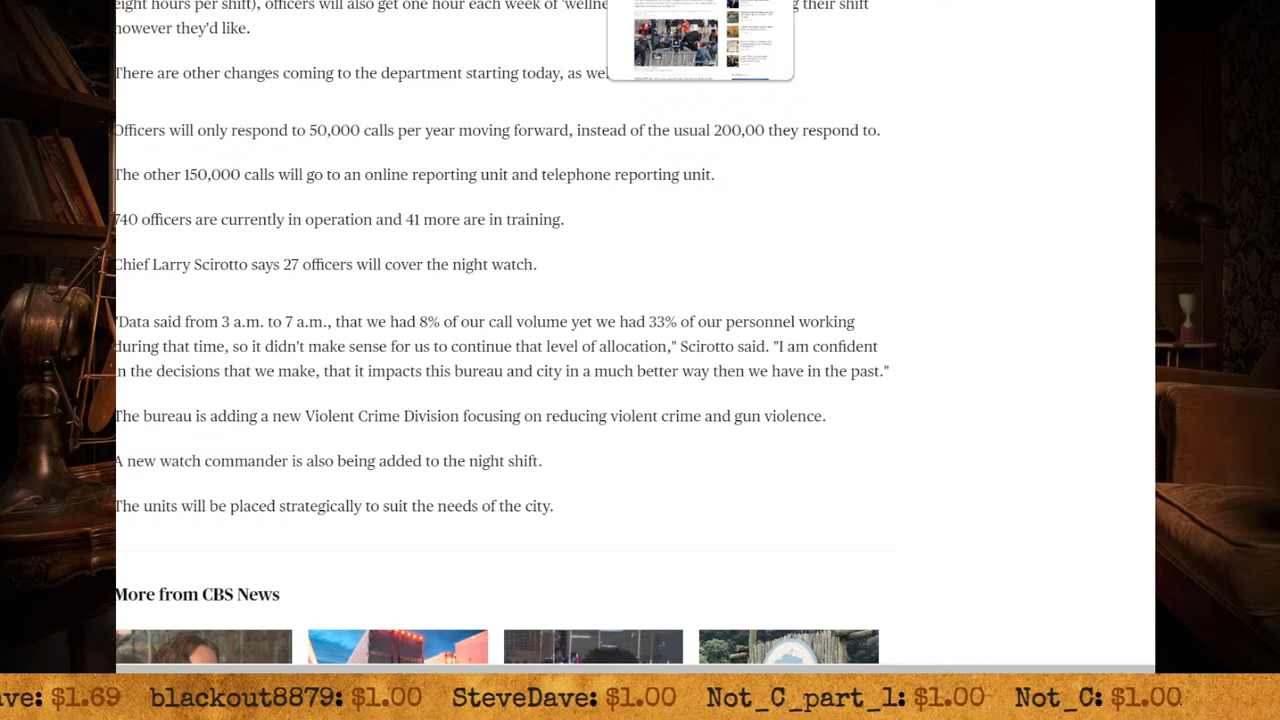 eight hours per shift), officers will also get one hour each week of 'wellne
g their shift
however they'd like.
There are other changes coming to the department starting today, as wel
Officers will only respond to 50,000 calls per year moving forward, instead of the usual 200,00 they respond to.
The other 150,000 calls will go to an online reporting unit and telephone reporting unit.
740 officers are currently in operation and 41 more are in training.
Chief Larry Scirotto says 27 officers will cover the night watch.
"Data said from 3 a.m. to 7 a.m., that we had 8% of our call volume yet we had 33% of our personnel working
during that time, so it didn't make sense for us to continue that level of allocation," Scirotto said. "I am confident
in the decisions that we make, that it impacts this bureau and city in a much better way then we have in the past."
The bureau is adding a new Violent Crime Division focusing on reducing violent crime and gun violence.
A new watch commander is also being added to the night shift.
The units will be placed strategically to suit the needs of the city.
More from CBS News
ave: $1.69 blackout8879: $1.00 SteveDave: $1.00 Not_C_part_1: $1.00 Not_C: $1.00